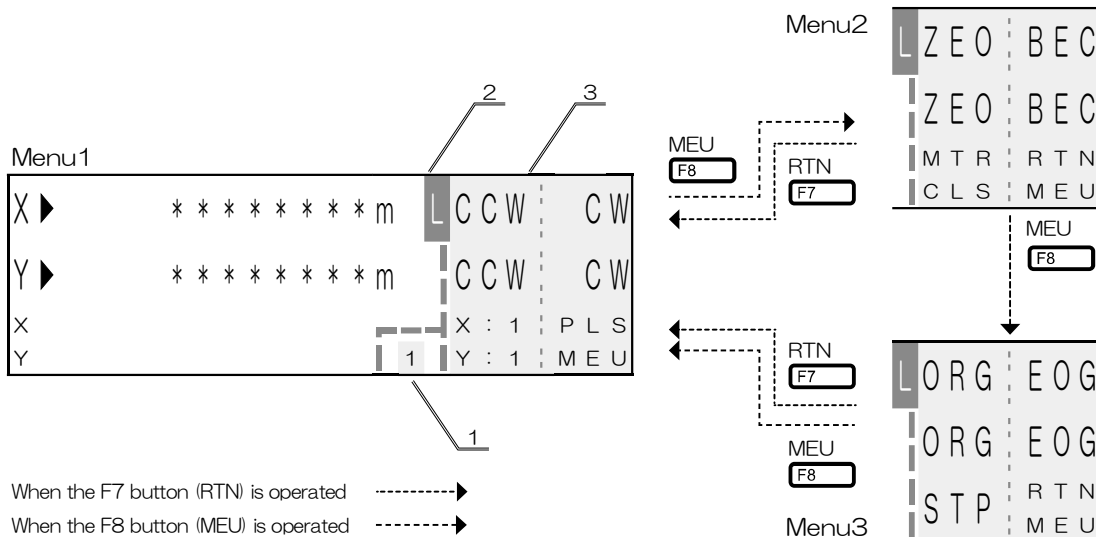 Menu1
2
3
X▶ ********m L CCW CW
Y▶ ********m CCW CW
X X:1 PLS
Y 1 Y:1 MEU
1
When the F7 button (RTN) is operated
When the F8 button (MEU) is operated
MEU
F8
RTN
F7
Menu2
L ZEO BEC
ZEO BEC
MTR RTN
CLS MEU
MEU
F8
RTN
F7
MEU
F8
L ORG EOG
ORG EOG
STP RTN
MEU
Menu3